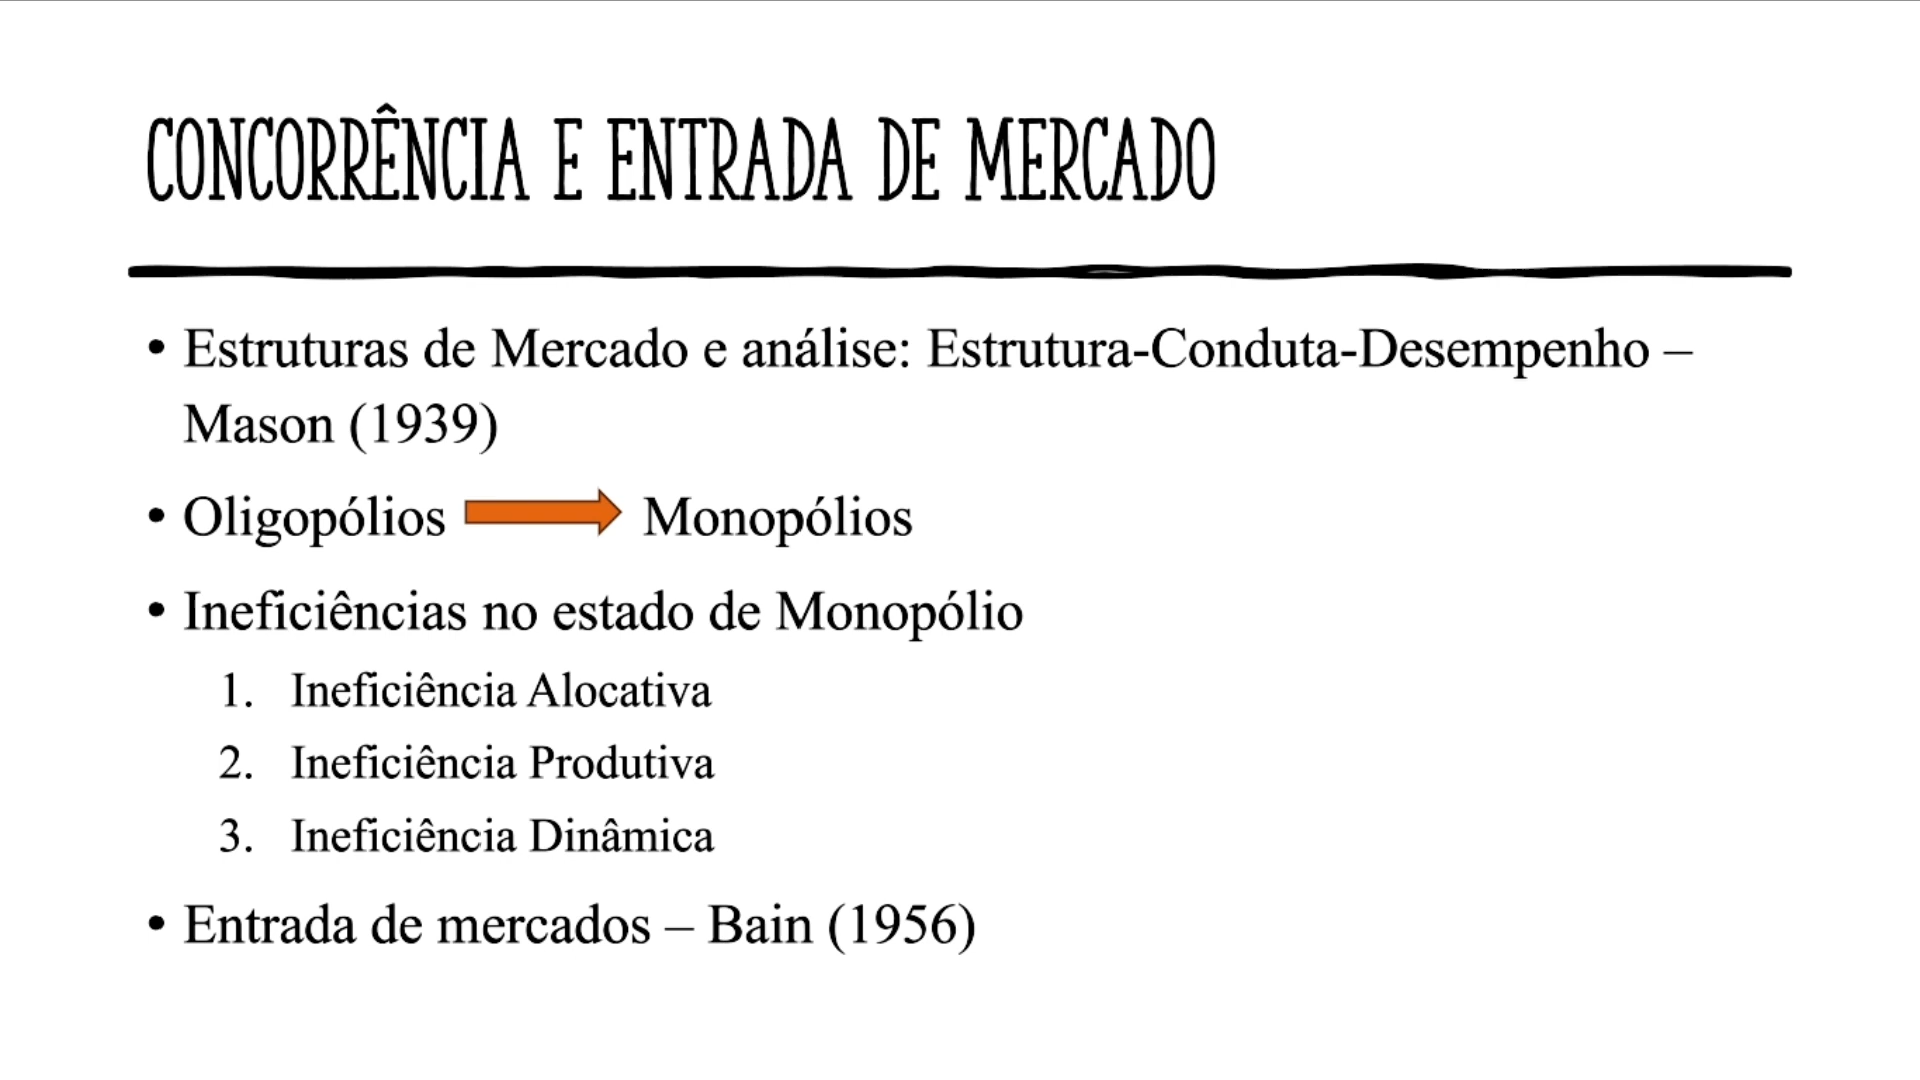 CONCORRÊNCIA E ENTRADA DE MERCADO
• Estruturas de Mercado e análise: Estrutura-Conduta-Desempenho –
Mason (1939)
• Oligopólios Monopólios
• Ineficiências no estado de Monopólio
1. Ineficiência Alocativa
2. Ineficiência Produtiva
3. Ineficiência Dinâmica
• Entrada de mercados – Bain (1956)